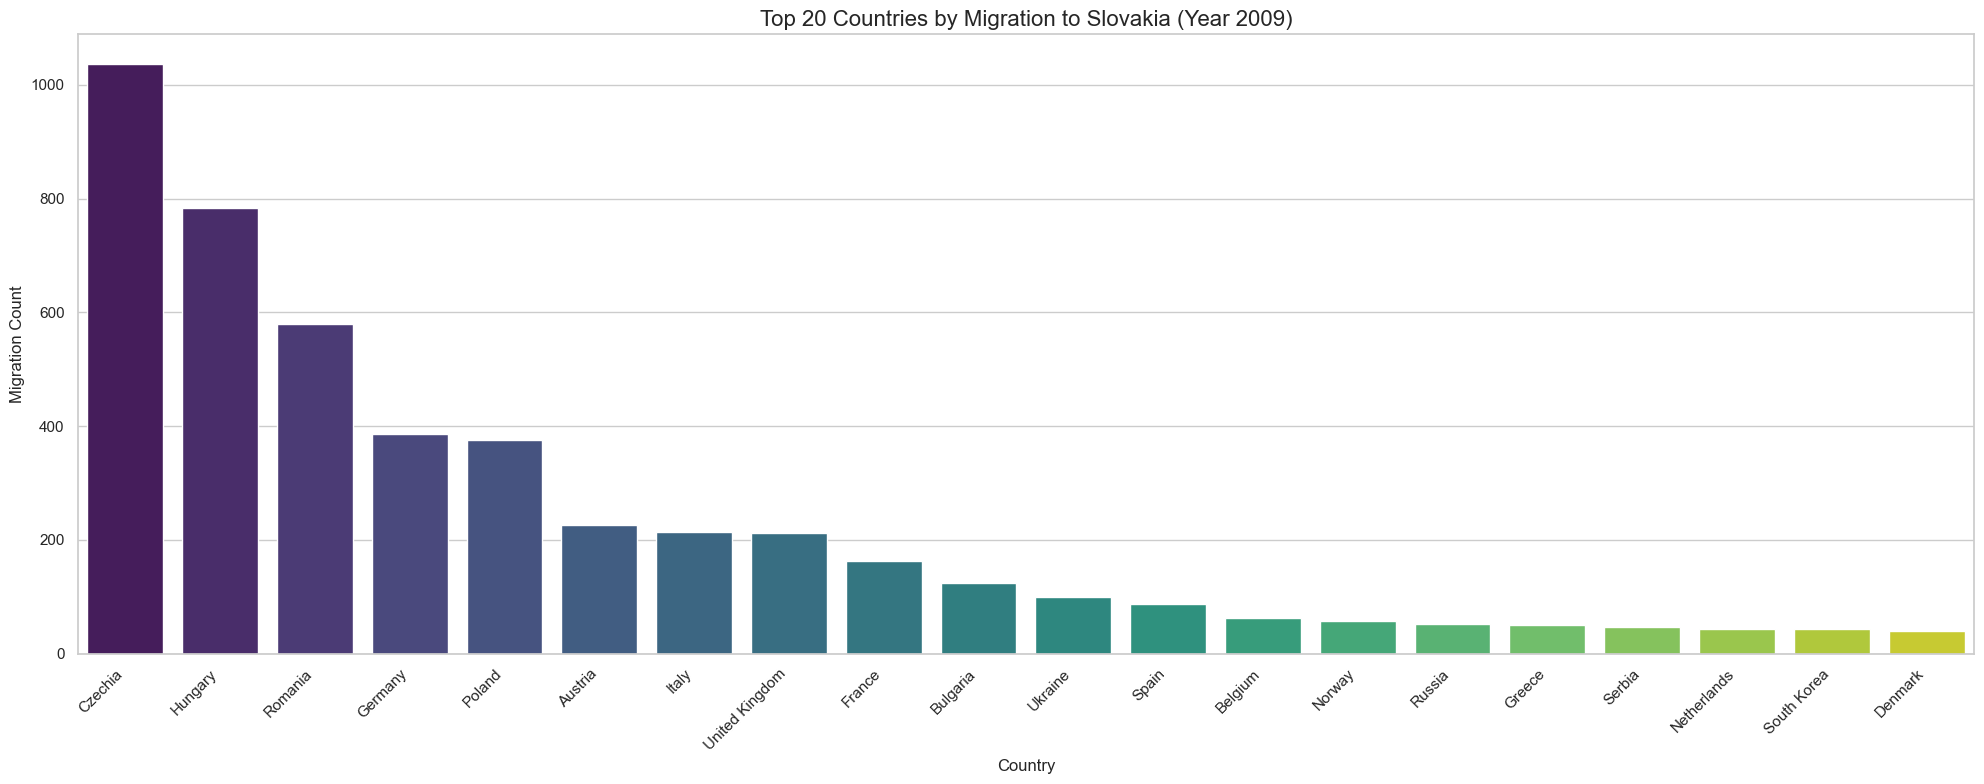 Top 20 Countries by Migration to Slovakia (Year 2009)
Migration Count
1000
800
600
400
200
0
Czechia
Hungary
Romania
Germany
Poland
Austria
Italy
United Kingdom
France
Bulgaria
Ukraine
Spain
Belgium
Norway
Russia
Greece
Serbia
Netherlands
South Korea
Denmark
Country